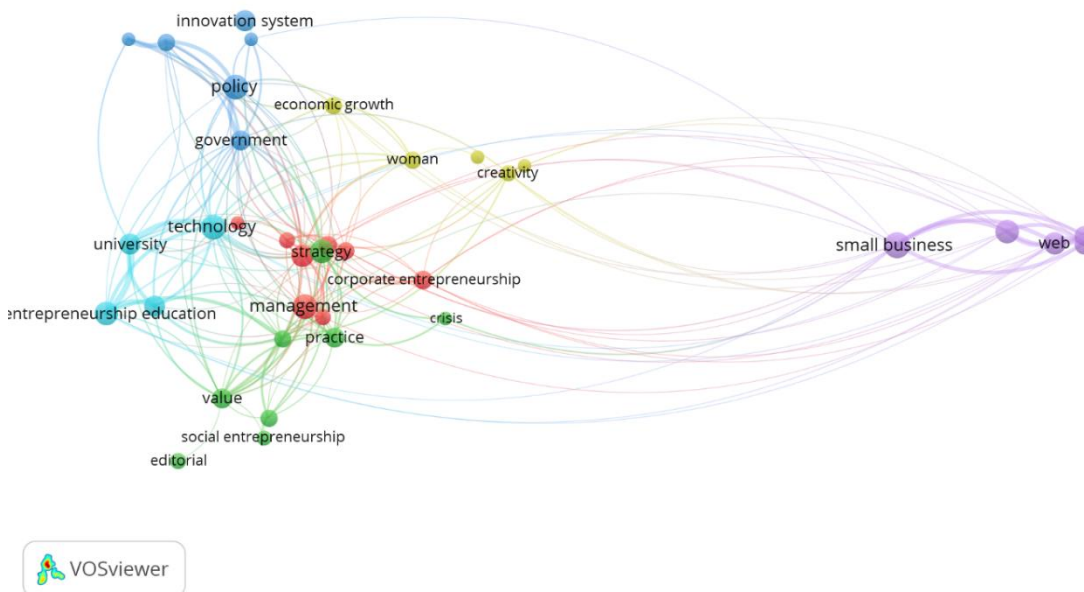 innovation system
policy
economic growth
government
woman
creativity
technology
university
strategy
small business
web
corporate entrepreneurship
management
entrepreneurship education
crisis
practice
value
social entrepreneurship
editorial
VOSviewer